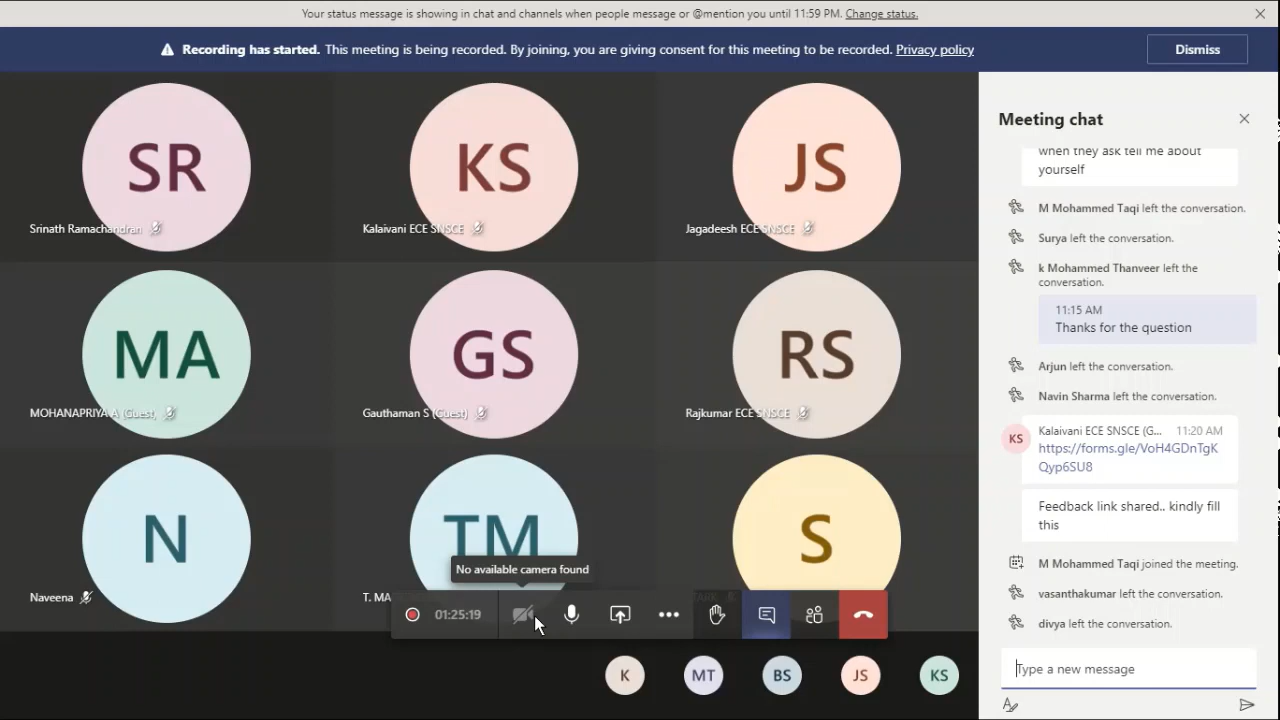 Your status message is showing in chat and channels when people message or @mention you until 11:59 PM. Change status.
Recording has started. This meeting is being recorded. By joining, you are giving consent for this meeting to be recorded. Privacy policy
Dismiss
SR
Srinath Ramachandran
KS
Kalaivani ECE SNSCE
JS
Jagadeesh ECE SNSCE
MA
MOHANAPRIYA A (Guest,
GS
Gauthaman S (Guest)
RS
Rajkumar ECE SNSCE
N
Naveena
TM
T. MA
S
No available camera found
01:25:19
K
MT
BS
JS
KS
Meeting chat
when they ask tell me about
yourself
M Mohammed Taqi left the conversation.
Surya left the conversation.
k Mohammed Thanveer left the
conversation.
11:15 AM
Thanks for the question
Arjun left the conversation.
Navin Sharma left the conversation.
KS
Kalaivani ECE SNSCE (G... 11:20 AM
https://forms.gle/VoH4GDnTgK
Qyp6SU8
Feedback link shared.. kindly fill
this
M Mohammed Taqi joined the meeting.
vasanthakumar left the conversation.
divya left the conversation.
Type a new message